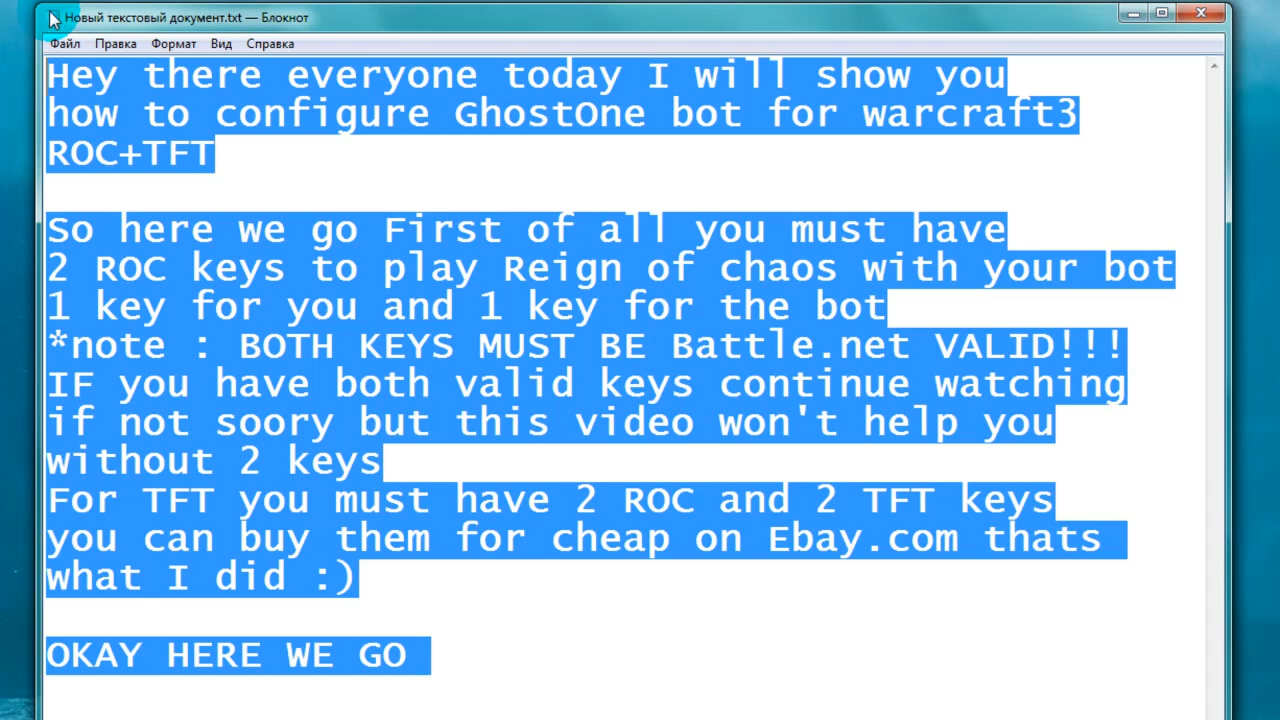 Новый текстовый документ.txt — Блокнот
Файл Правка Формат Вид Справка
Hey there everyone today I will show you
how to configure GhostOne bot for warcraft3
ROC+TFT
So here we go First of all you must have
2 ROC keys to play Reign of chaos with your bot
1 key for you and 1 key for the bot
*note : BOTH KEYS MUST BE Battle.net VALID!!!
IF you have both valid keys continue watching
if not soory but this video won't help you
without 2 keys
For TFT you must have 2 ROC and 2 TFT keys
you can buy them for cheap on Ebay.com thats
what I did :)
OKAY HERE WE GO